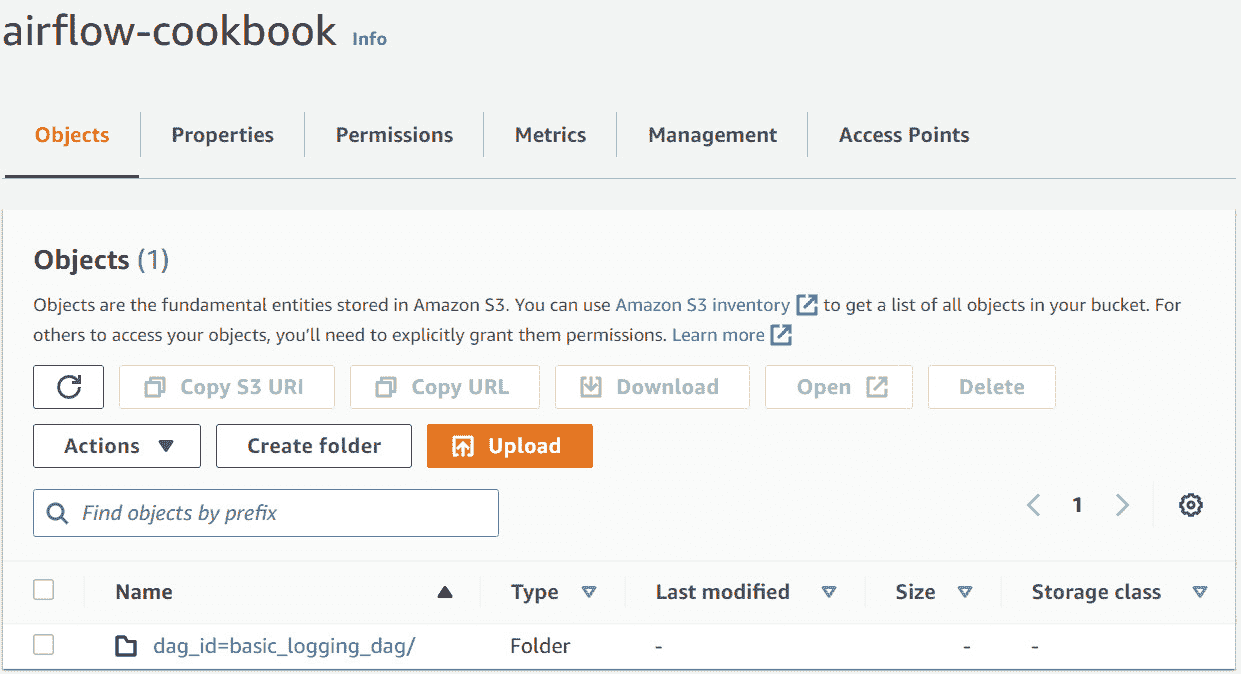 airflow-cookbook Info
Objects Properties Permissions Metrics Management Access Points
Objects (1)
Objects are the fundamental entities stored in Amazon S3. You can use Amazon S3 inventory to get a list of all objects in your bucket. For
others to access your objects, you'll need to explicitly grant them permissions. Learn more
Copy S3 URI Copy URL Download Open Delete
Actions Create folder Upload
Find objects by prefix 1
Name Type Last modified Size Storage class
dag_id=basic_logging_dag/ Folder - - -